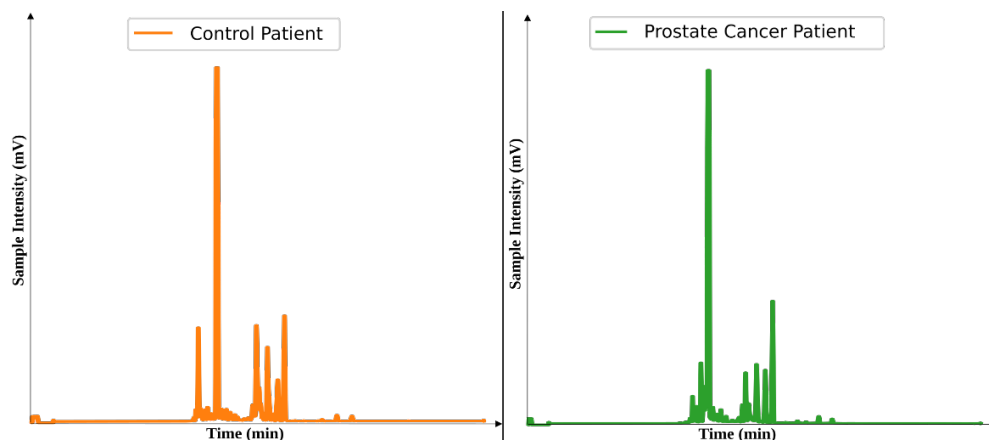 Control Patient
Sample Intensity (mV)
Time (min)
Prostate Cancer Patient
Sample Intensity (mV)
Time (min)